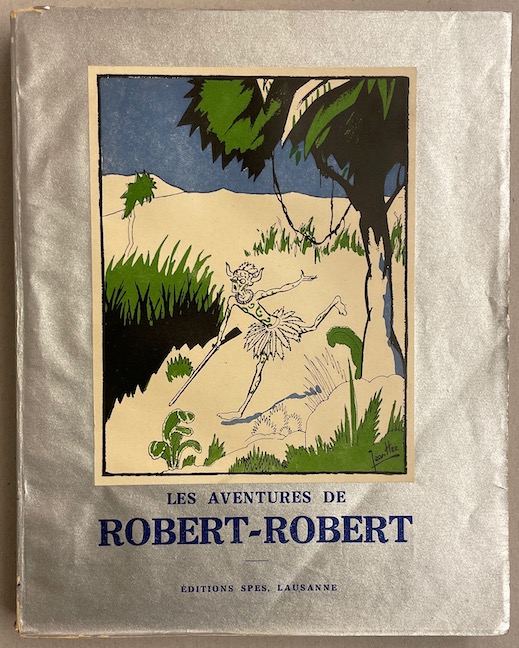 LES AVENTURES DE
ROBERT-ROBERT
ÉDITIONS SPES, LAUSANNE